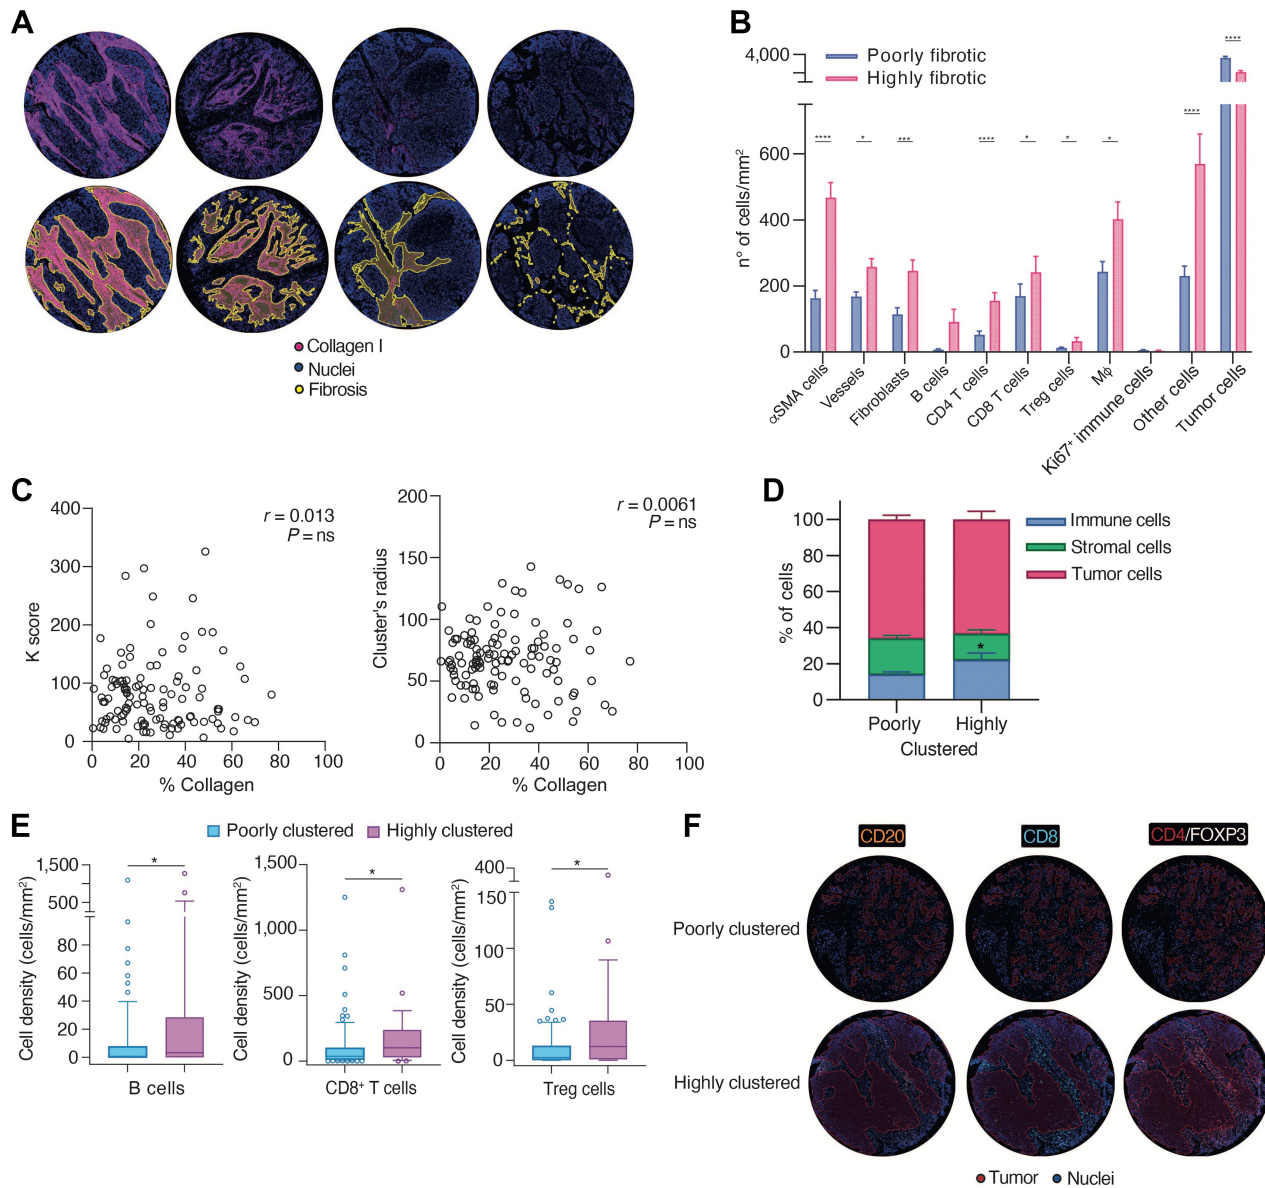 A
Collagen I
Nuclei
Fibrosis
B
Poorly fibrotic
Highly fibrotic
n° of cells/mm²
4,000
600
400
200
0
****
*
***
****
*
*
*
****
****
αSMA cells
Vessels
Fibroblasts
B cells
CD4 T cells
CD8 T cells
Treg cells
Mϕ
Ki67⁺ immune cells
Other cells
Tumor cells
C
K score
400
300
200
100
0
r = 0.013
P = ns
0 20 40 60 80 100
% Collagen
Cluster's radius
200
150
100
50
0
r = 0.0061
P = ns
0 20 40 60 80 100
% Collagen
D
% of cells
100
80
60
40
20
0
*
Poorly Highly
Clustered
Immune cells
Stromal cells
Tumor cells
E
Poorly clustered Highly clustered
Cell density (cells/mm²)
1,500
500
80
60
40
20
0
*
B cells
Cell density (cells/mm²)
1,500
1,000
500
0
*
CD8⁺ T cells
Cell density (cells/mm²)
400
150
100
50
0
*
Treg cells
F
CD20 CD8 CD4/FOXP3
Poorly clustered
Highly clustered
Tumor Nuclei